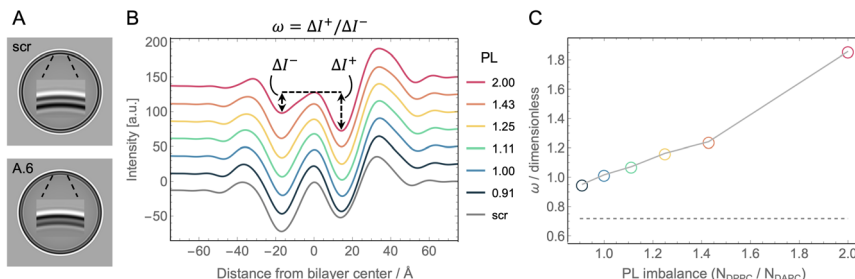 A
scr
A.6
B
ω = ΔI⁺/ΔI⁻
Intensity [a.u.]
200
150
100
50
0
−50
ΔI⁻
ΔI⁺
−60
−40
−20
0
20
40
60
Distance from bilayer center / Å
PL
2.00
1.43
1.25
1.11
1.00
0.91
scr
C
ω / dimensionless
1.8
1.6
1.4
1.2
1.0
0.8
0.6
1.0
1.2
1.4
1.6
1.8
2.0
PL imbalance (N_DPPC / N_DAPC)